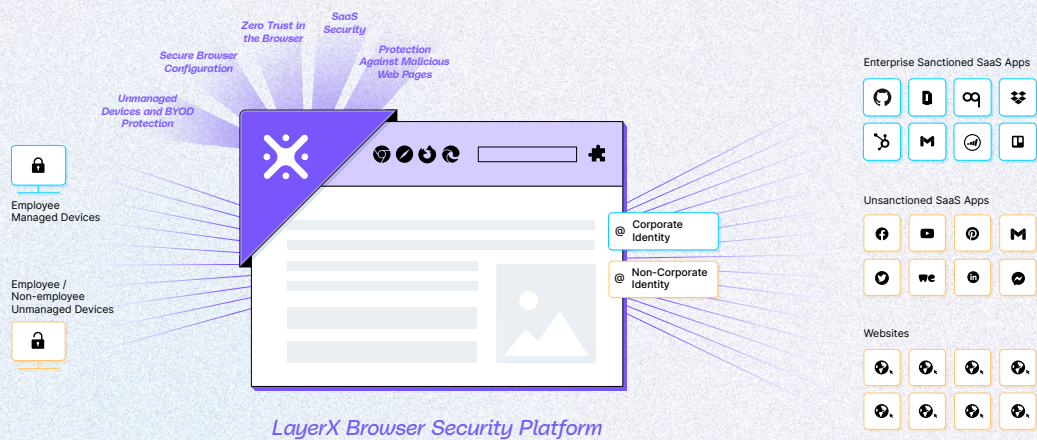 SaaS
Security
Zero Trust in
the Browser
Protection
Against Malicious
Web Pages
Secure Browser
Configuration
Unmanaged
Devices and BYOD
Protection
Employee
Managed Devices
Employee /
Non-employee
Unmanaged Devices
@ Corporate
Identity
@ Non-Corporate
Identity
Enterprise Sanctioned SaaS Apps
Unsanctioned SaaS Apps
we
in
Websites
LayerX Browser Security Platform